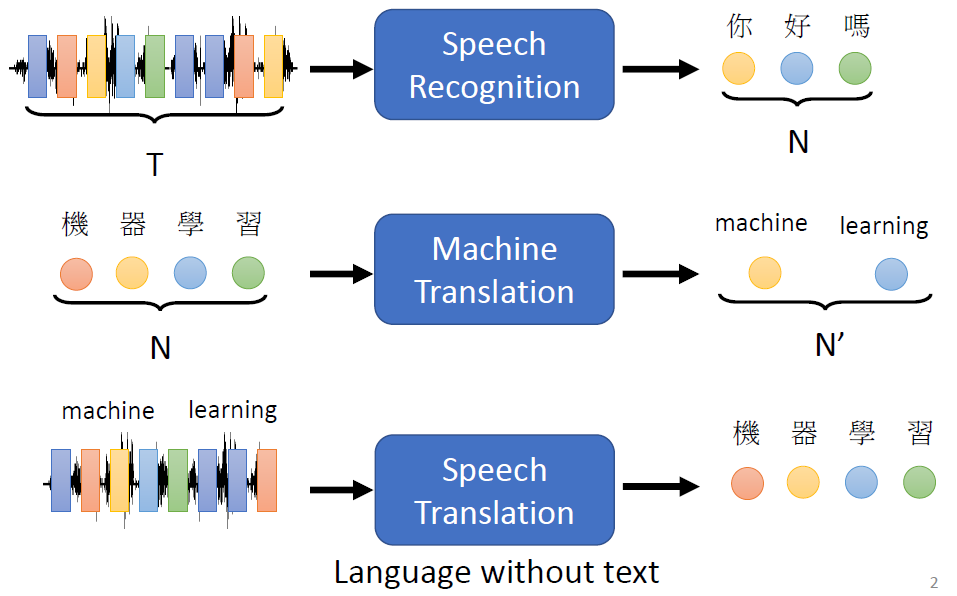 Speech
Recognition
你 好 嗎
T
N
機 器 學 習
Machine
Translation
machine learning
N
N’
machine learning
Speech
Translation
機 器 學 習
Language without text
2